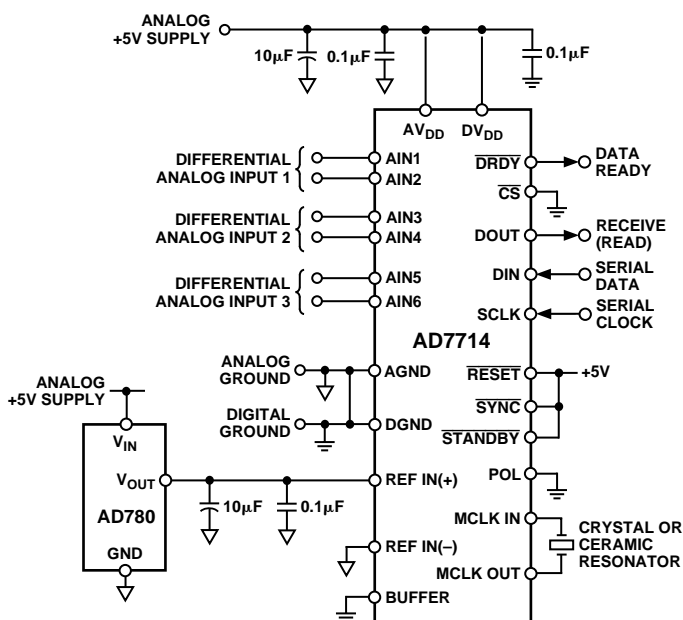 ANALOG
+5V SUPPLY
10µF
0.1µF
0.1µF
AVDD
DVDD
DIFFERENTIAL
ANALOG INPUT 1
AIN1
AIN2
DRDY
DATA
READY
CS
DIFFERENTIAL
ANALOG INPUT 2
AIN3
AIN4
DOUT
RECEIVE
(READ)
DIN
SERIAL
DATA
DIFFERENTIAL
ANALOG INPUT 3
AIN5
AIN6
SCLK
SERIAL
CLOCK
AD7714
ANALOG
GROUND
AGND
RESET
+5V
ANALOG
+5V SUPPLY
DIGITAL
GROUND
DGND
SYNC
STANDBY
VIN
VOUT
AD780
GND
10µF
0.1µF
REF IN(+)
POL
MCLK IN
CRYSTAL OR
CERAMIC
RESONATOR
REF IN(–)
MCLK OUT
BUFFER